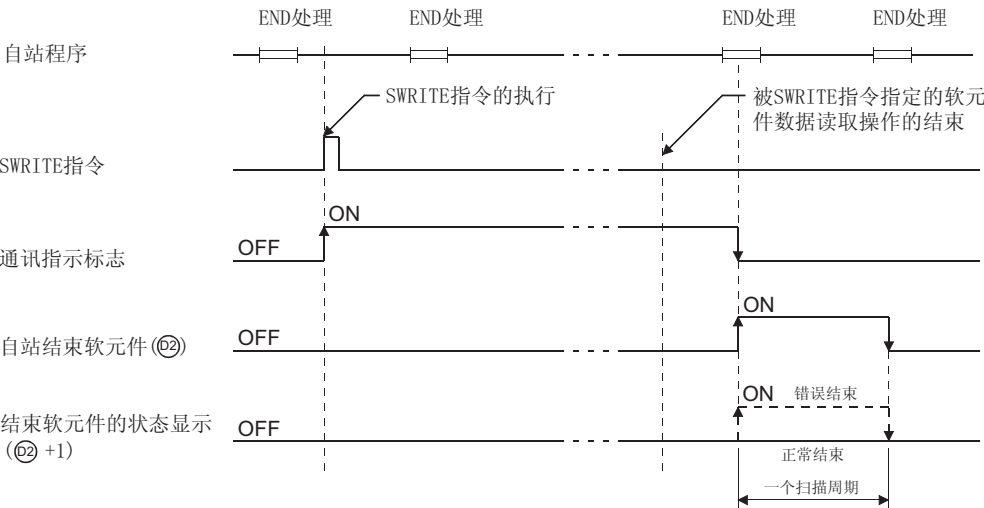 END处理 END处理 END处理 END处理
自站程序
SWRITE指令的执行
被SWRITE指令指定的软元
件数据读取操作的结束
SWRITE指令
ON
通讯指示标志 OFF
ON
自站结束软元件(D2) OFF
ON 错误结束
结束软元件的状态显示 OFF
(D2 +1)
正常结束
一个扫描周期